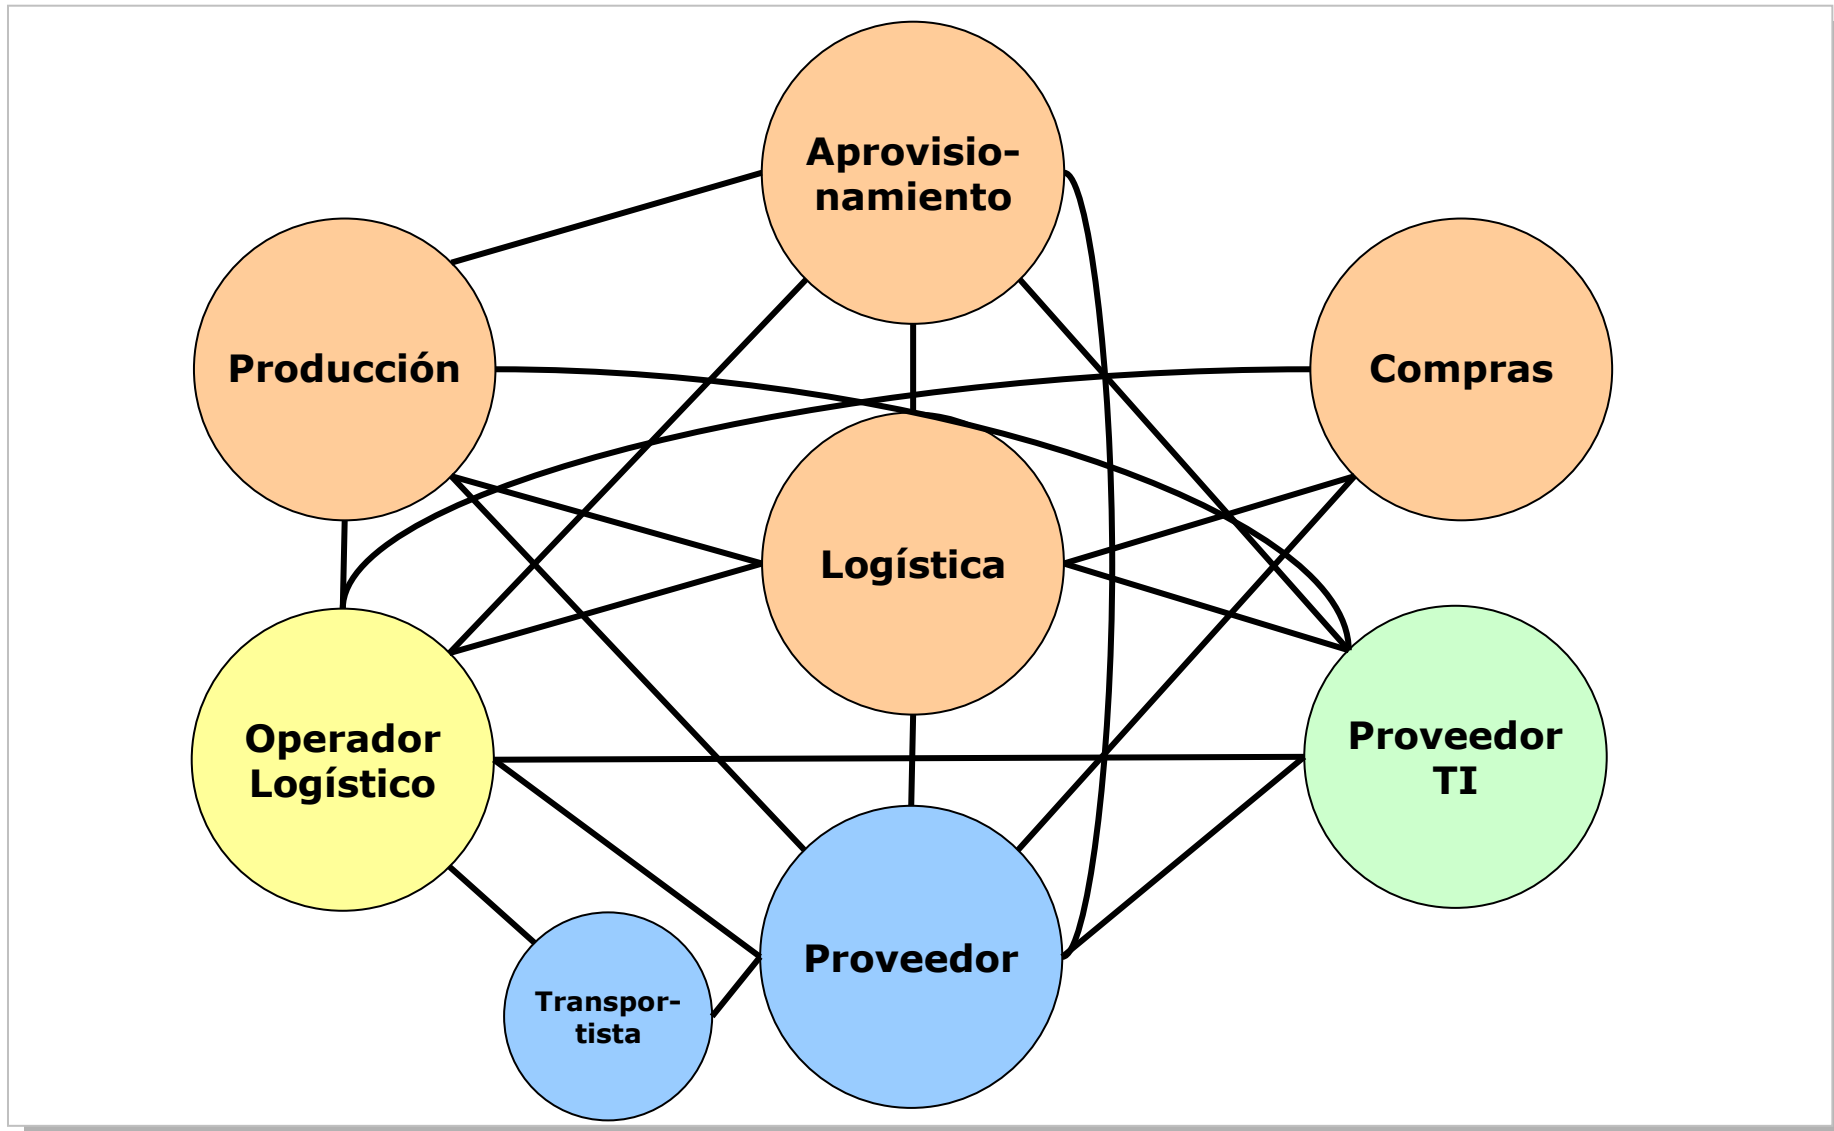 Aprovisio-
namiento
Producción
Compras
Logística
Operador
Logístico
Proveedor
TI
Proveedor
Transpor-
tista